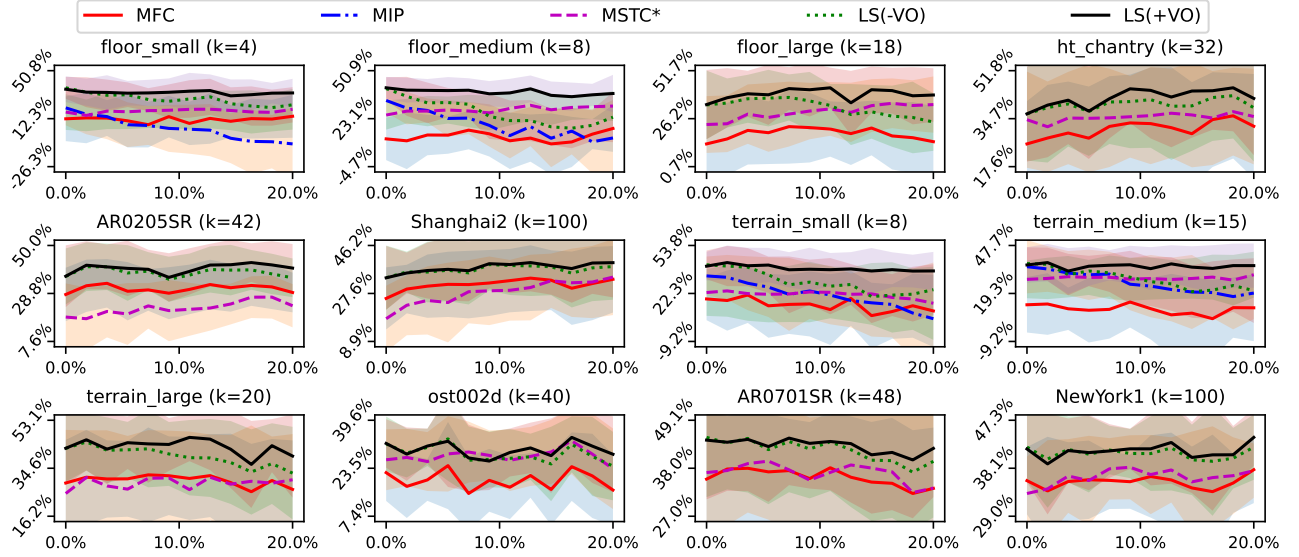 MFC MIP MSTC* LS(-VO) LS(+VO)
floor_small (k=4) floor_medium (k=8) floor_large (k=18) ht_chantry (k=32)
50.8% 50.9% 51.7% 51.8%
12.3% 23.1% 26.2% 34.7%
-26.3% -4.7% 0.7% 17.6%
0.0% 10.0% 20.0% 0.0% 10.0% 20.0% 0.0% 10.0% 20.0% 0.0% 10.0% 20.0%
AR0205SR (k=42) Shanghai2 (k=100) terrain_small (k=8) terrain_medium (k=15)
50.0% 46.2% 53.8% 47.7%
28.8% 27.6% 22.3% 19.3%
7.6% 8.9% -9.2% -9.2%
0.0% 10.0% 20.0% 0.0% 10.0% 20.0% 0.0% 10.0% 20.0% 0.0% 10.0% 20.0%
terrain_large (k=20) ost002d (k=40) AR0701SR (k=48) NewYork1 (k=100)
53.1% 39.6% 49.1% 47.3%
34.6% 23.5% 38.0% 38.1%
16.2% 7.4% 27.0% 29.0%
0.0% 10.0% 20.0% 0.0% 10.0% 20.0% 0.0% 10.0% 20.0% 0.0% 10.0% 20.0%